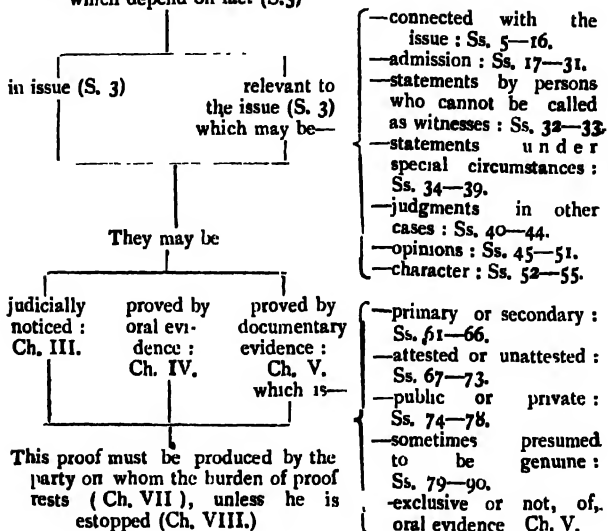 which depend on fact (S.3)
in issue (S. 3)
relevant to
the issue (S. 3)
which may be—
—connected with the
issue : Ss. 5—16.
—admission : Ss. 17—31.
—statements by persons
who cannot be called
as witnesses : Ss. 32—33.
—statements under
special circumstances :
Ss. 34—39.
—judgments in other
cases : Ss. 40—44.
—opinions : Ss. 45—51.
—character : Ss. 52—55.
They may be
judicially
noticed :
Ch. III.
proved by
oral evi-
dence :
Ch. IV.
proved by
documentary
evidence :
Ch. V.
which is—
—primary or secondary :
Ss. 61—66.
—attested or unattested :
Ss. 67—73.
—public or private :
Ss. 74—78.
—sometimes presumed
to be genuine :
Ss. 79—90.
-exclusive or not, of,
oral evidence Ch. V.
This proof must be produced by the
party on whom the burden of proof
rests ( Ch. VII ), unless he is
estopped (Ch. VIII.)